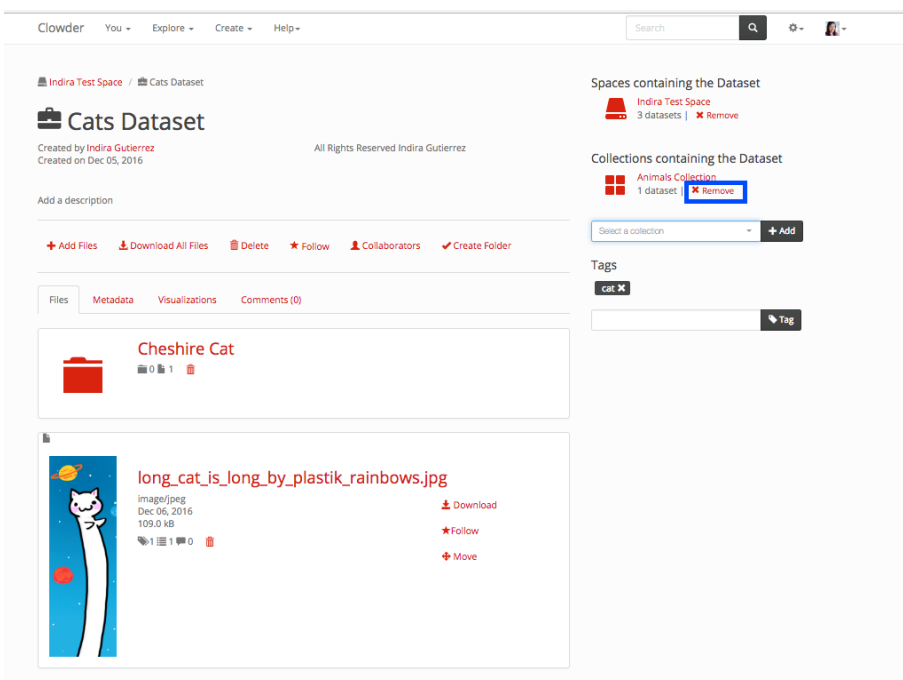 Clowder You Explore Create Help Search
Indira Test Space / Cats Dataset
Cats Dataset
Created by Indira Gutierrez All Rights Reserved Indira Gutierrez
Created on Dec 05, 2016
Add a description
Add Files Download All Files Delete Follow Collaborators Create Folder
Files Metadata Visualizations Comments (0)
Cheshire Cat
0 1
long_cat_is_long_by_plastik_rainbows.jpg
image/jpeg
Dec 06, 2016
109.0 kB
1 1 0
Download
Follow
Move
Spaces containing the Dataset
Indira Test Space
3 datasets | Remove
Collections containing the Dataset
Animals Collection
1 dataset | Remove
Select a colection + Add
Tags
cat
Tag